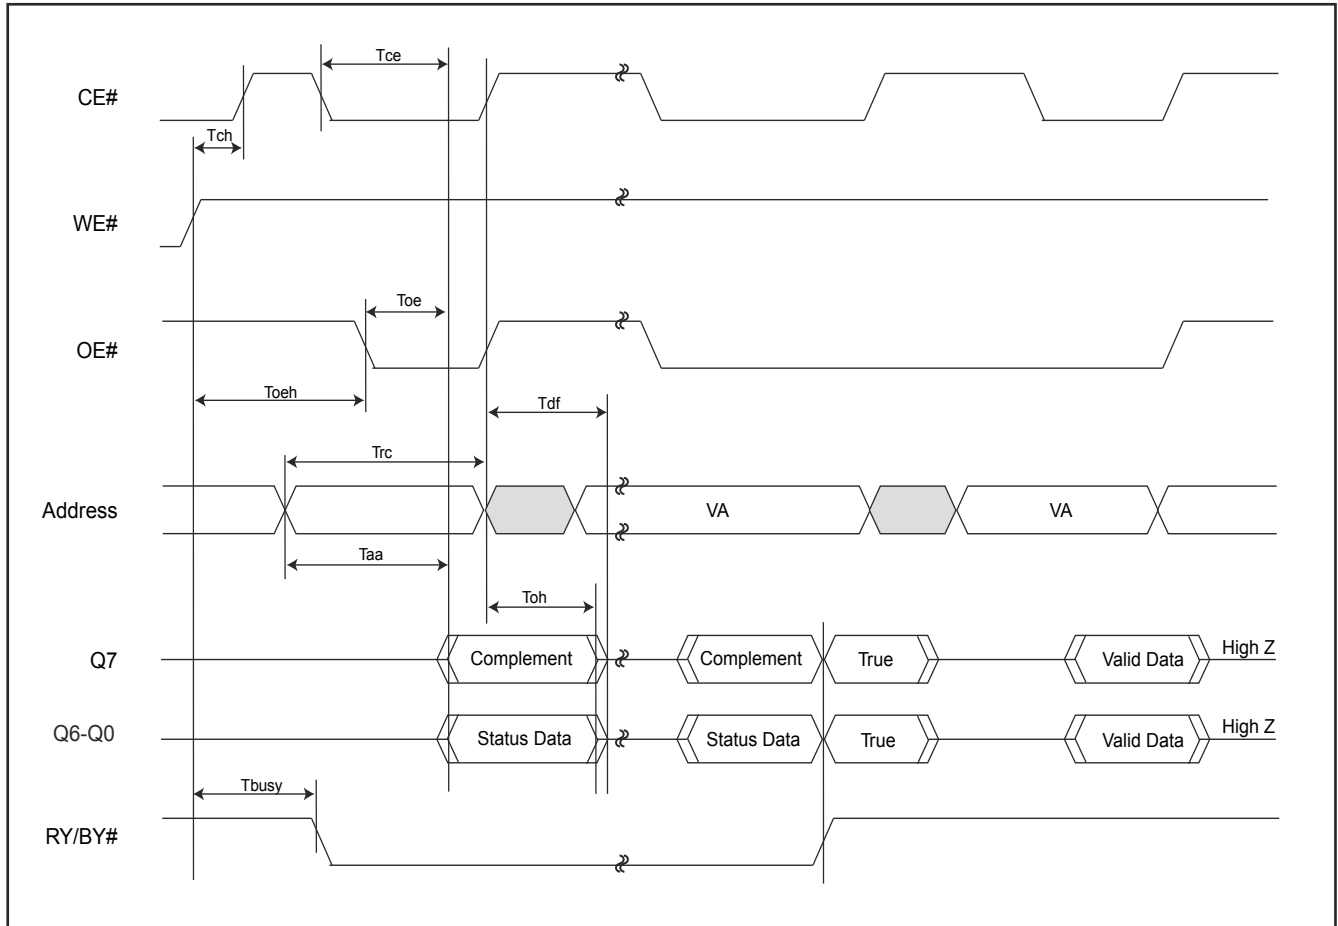 Tce
CE#
Tch
WE#
Toe
OE#
Toeh
Tdf
Trc
Address
VA
VA
Taa
Toh
Q7
Complement
Complement
True
Valid Data
High Z
Q6-Q0
Status Data
Status Data
True
Valid Data
High Z
Tbusy
RY/BY#